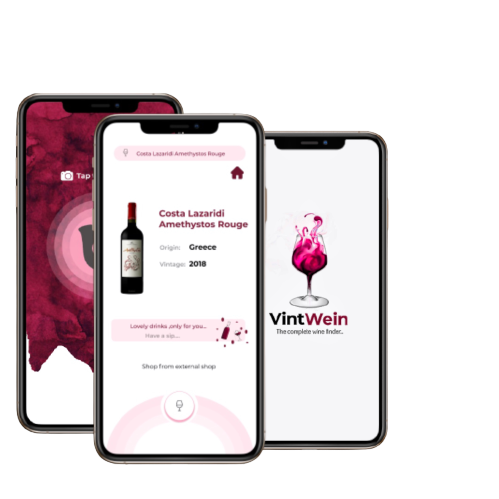 Tap
Costa Lazaridi Amethystos Rouge
Costa Lazaridi
Amethystos Rouge
Origin: Greece
Vintage: 2018
Lovely drinks ,only for you...
Have a sip....
Shop from external shop
VintWein
The complete wine finder..